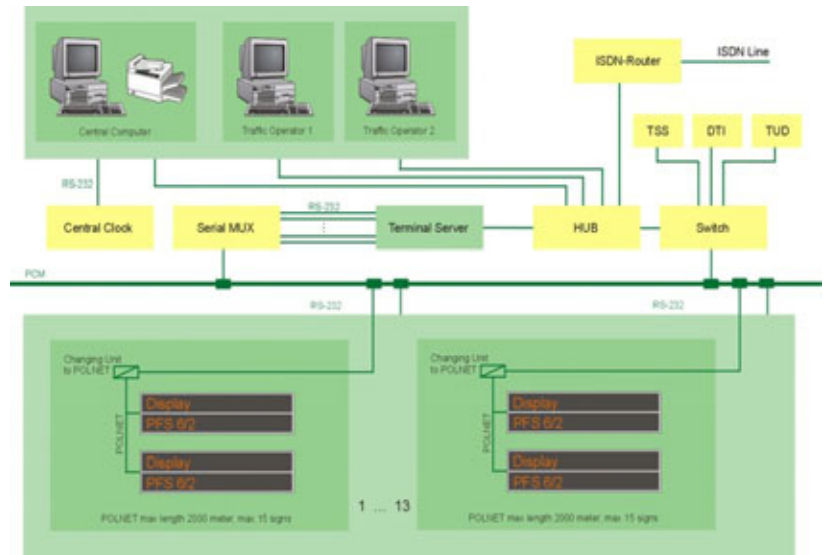 ISDN-Router
ISDN Line
Central Computer
Traffic Operator 1
Traffic Operator 2
TSS
DTI
TUD
RS-232
RS-232
Central Clock
Serial MUX
Terminal Server
HUB
Switch
PCM
RS-232
RS-232
Changing Unit
to POLNET
Display
PFS 6/2
POLNET
Display
PFS 6/2
POLNET max length 2000 meter, max 15 signs
1 ... 13
Changing Unit
to POLNET
Display
PFS 6/2
POLNET
Display
PFS 6/2
POLNET max length 2000 meter, max 15 signs